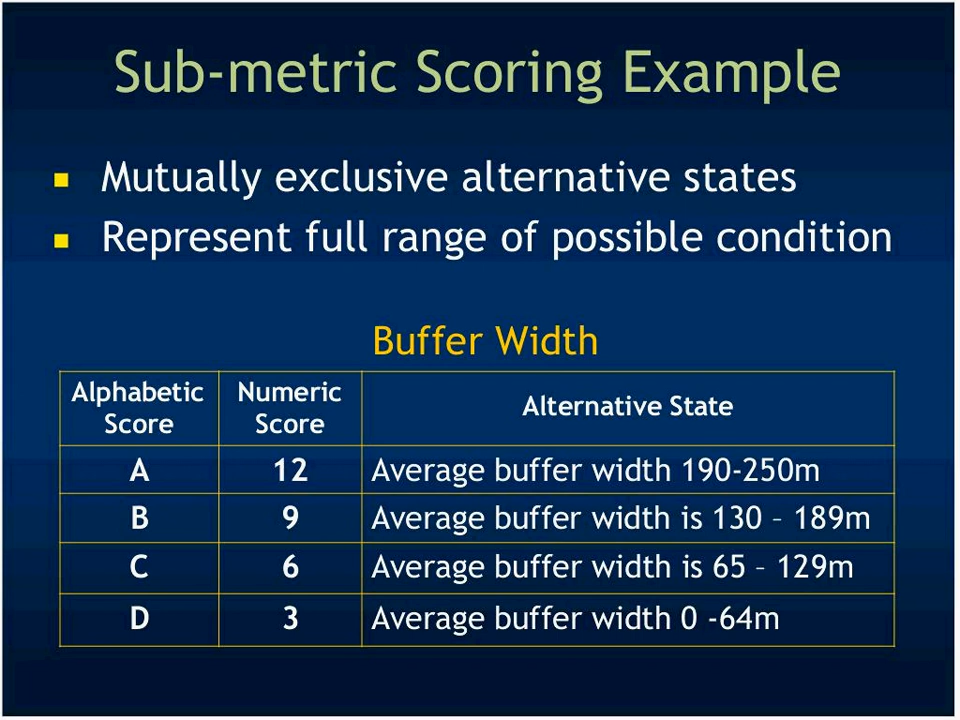 Sub-metric Scoring Example
Mutually exclusive alternative states
Represent full range of possible condition
Buffer Width
Alphabetic Score Numeric Score Alternative State
A 12 Average buffer width 190-250m
B 9 Average buffer width is 130 – 189m
C 6 Average buffer width is 65 – 129m
D 3 Average buffer width 0 -64m